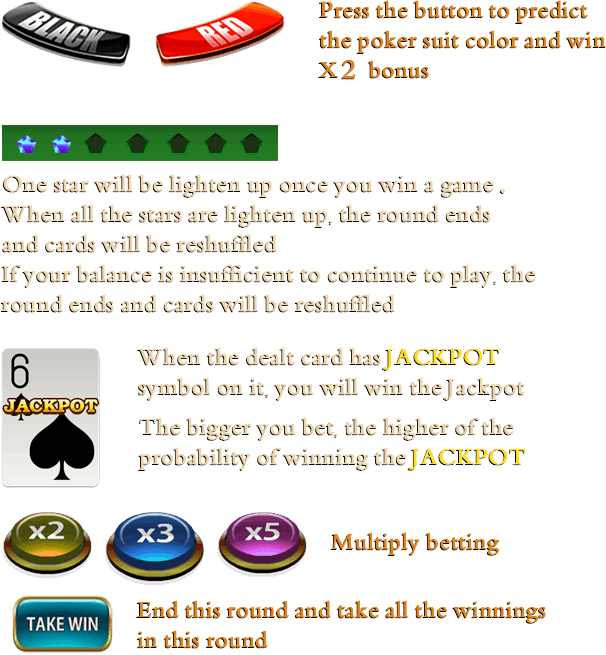 BLACK
RED
Press the button to predict
the poker suit color and win
X2 bonus
One star will be lighten up once you win a game .
When all the stars are lighten up, the round ends
and cards will be reshuffled
If your balance is insufficient to continue to play, the
round ends and cards will be reshuffled
6
JACKPOT
When the dealt card has JACKPOT
symbol on it, you will win the Jackpot
The bigger you bet, the higher of the
probability of winning the JACKPOT
x2
x3
x5
Multiply betting
TAKE WIN
End this round and take all the winnings
in this round